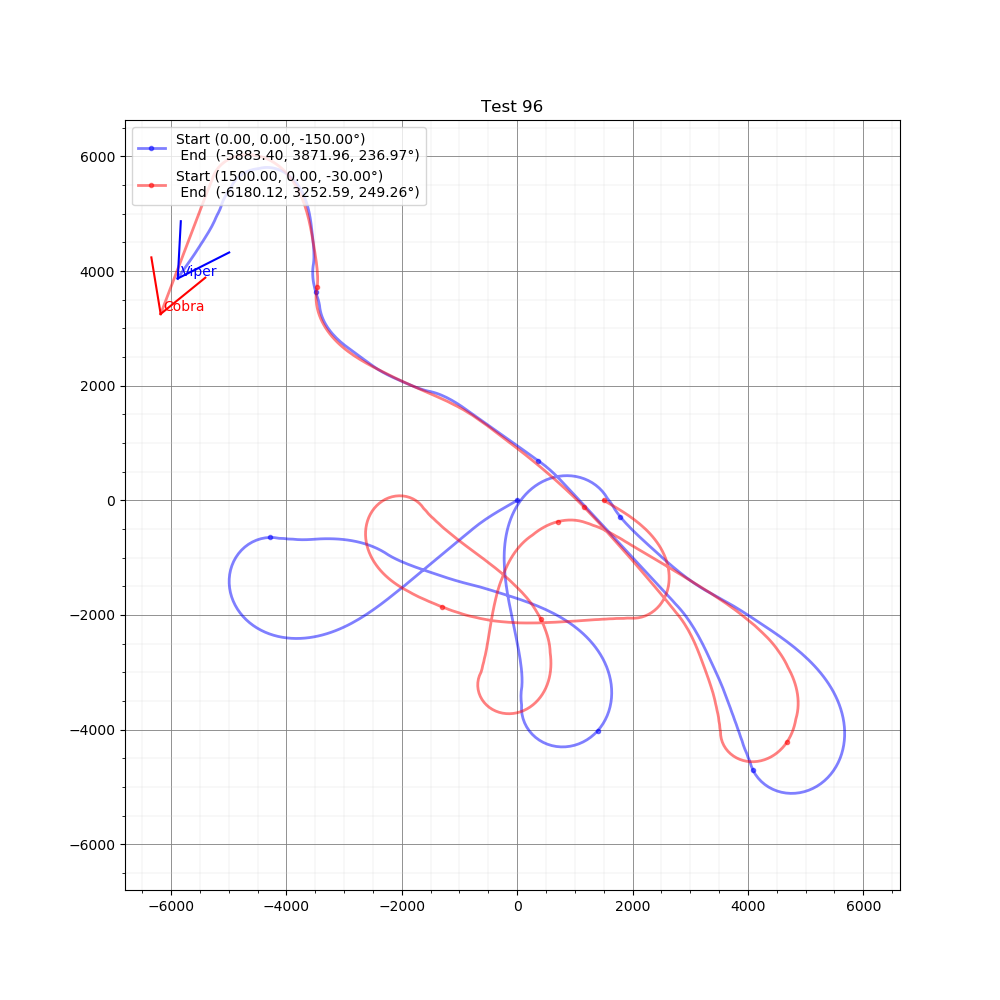 Test 96
Start (0.00, 0.00, -150.00°)
End (-5883.40, 3871.96, 236.97°)
Start (1500.00, 0.00, -30.00°)
End (-6180.12, 3252.59, 249.26°)
Viper
Cobra
6000
4000
2000
0
−2000
−4000
−6000
−6000 −4000 −2000 0 2000 4000 6000